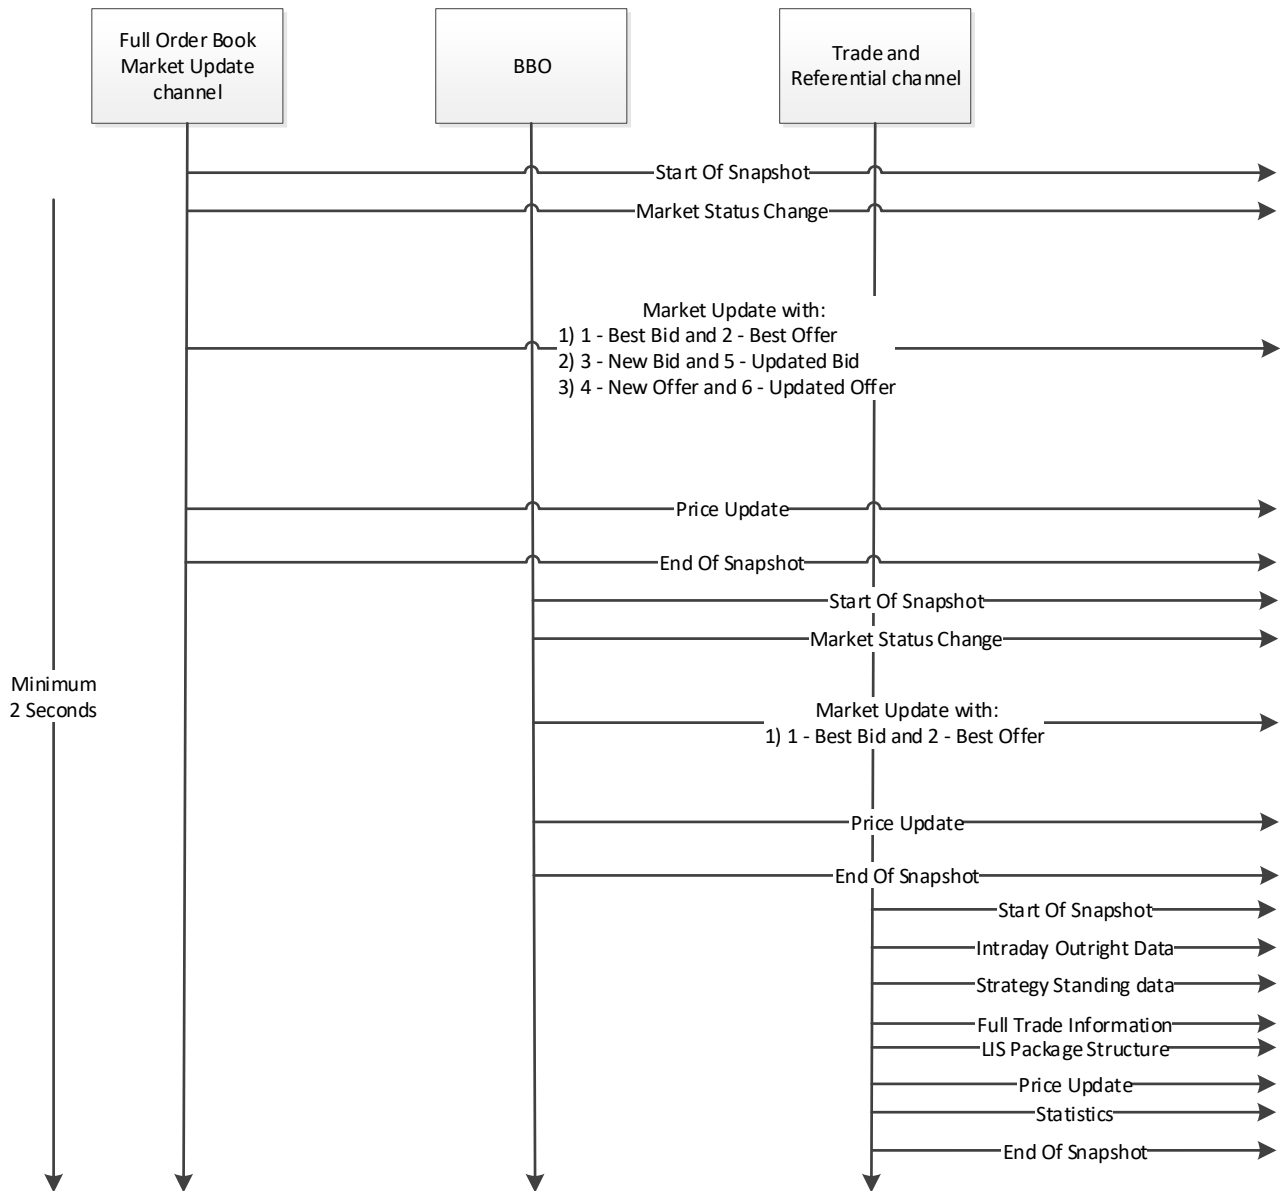 Full Order Book
Market Update
channel
BBO
Trade and
Referential channel
Start Of Snapshot
Market Status Change
Market Update with:
1) 1 - Best Bid and 2 - Best Offer
2) 3 - New Bid and 5 - Updated Bid
3) 4 - New Offer and 6 - Updated Offer
Price Update
End Of Snapshot
Start Of Snapshot
Market Status Change
Minimum
2 Seconds
Market Update with:
1) 1 - Best Bid and 2 - Best Offer
Price Update
End Of Snapshot
Start Of Snapshot
Intraday Outright Data
Strategy Standing data
Full Trade Information
LIS Package Structure
Price Update
Statistics
End Of Snapshot